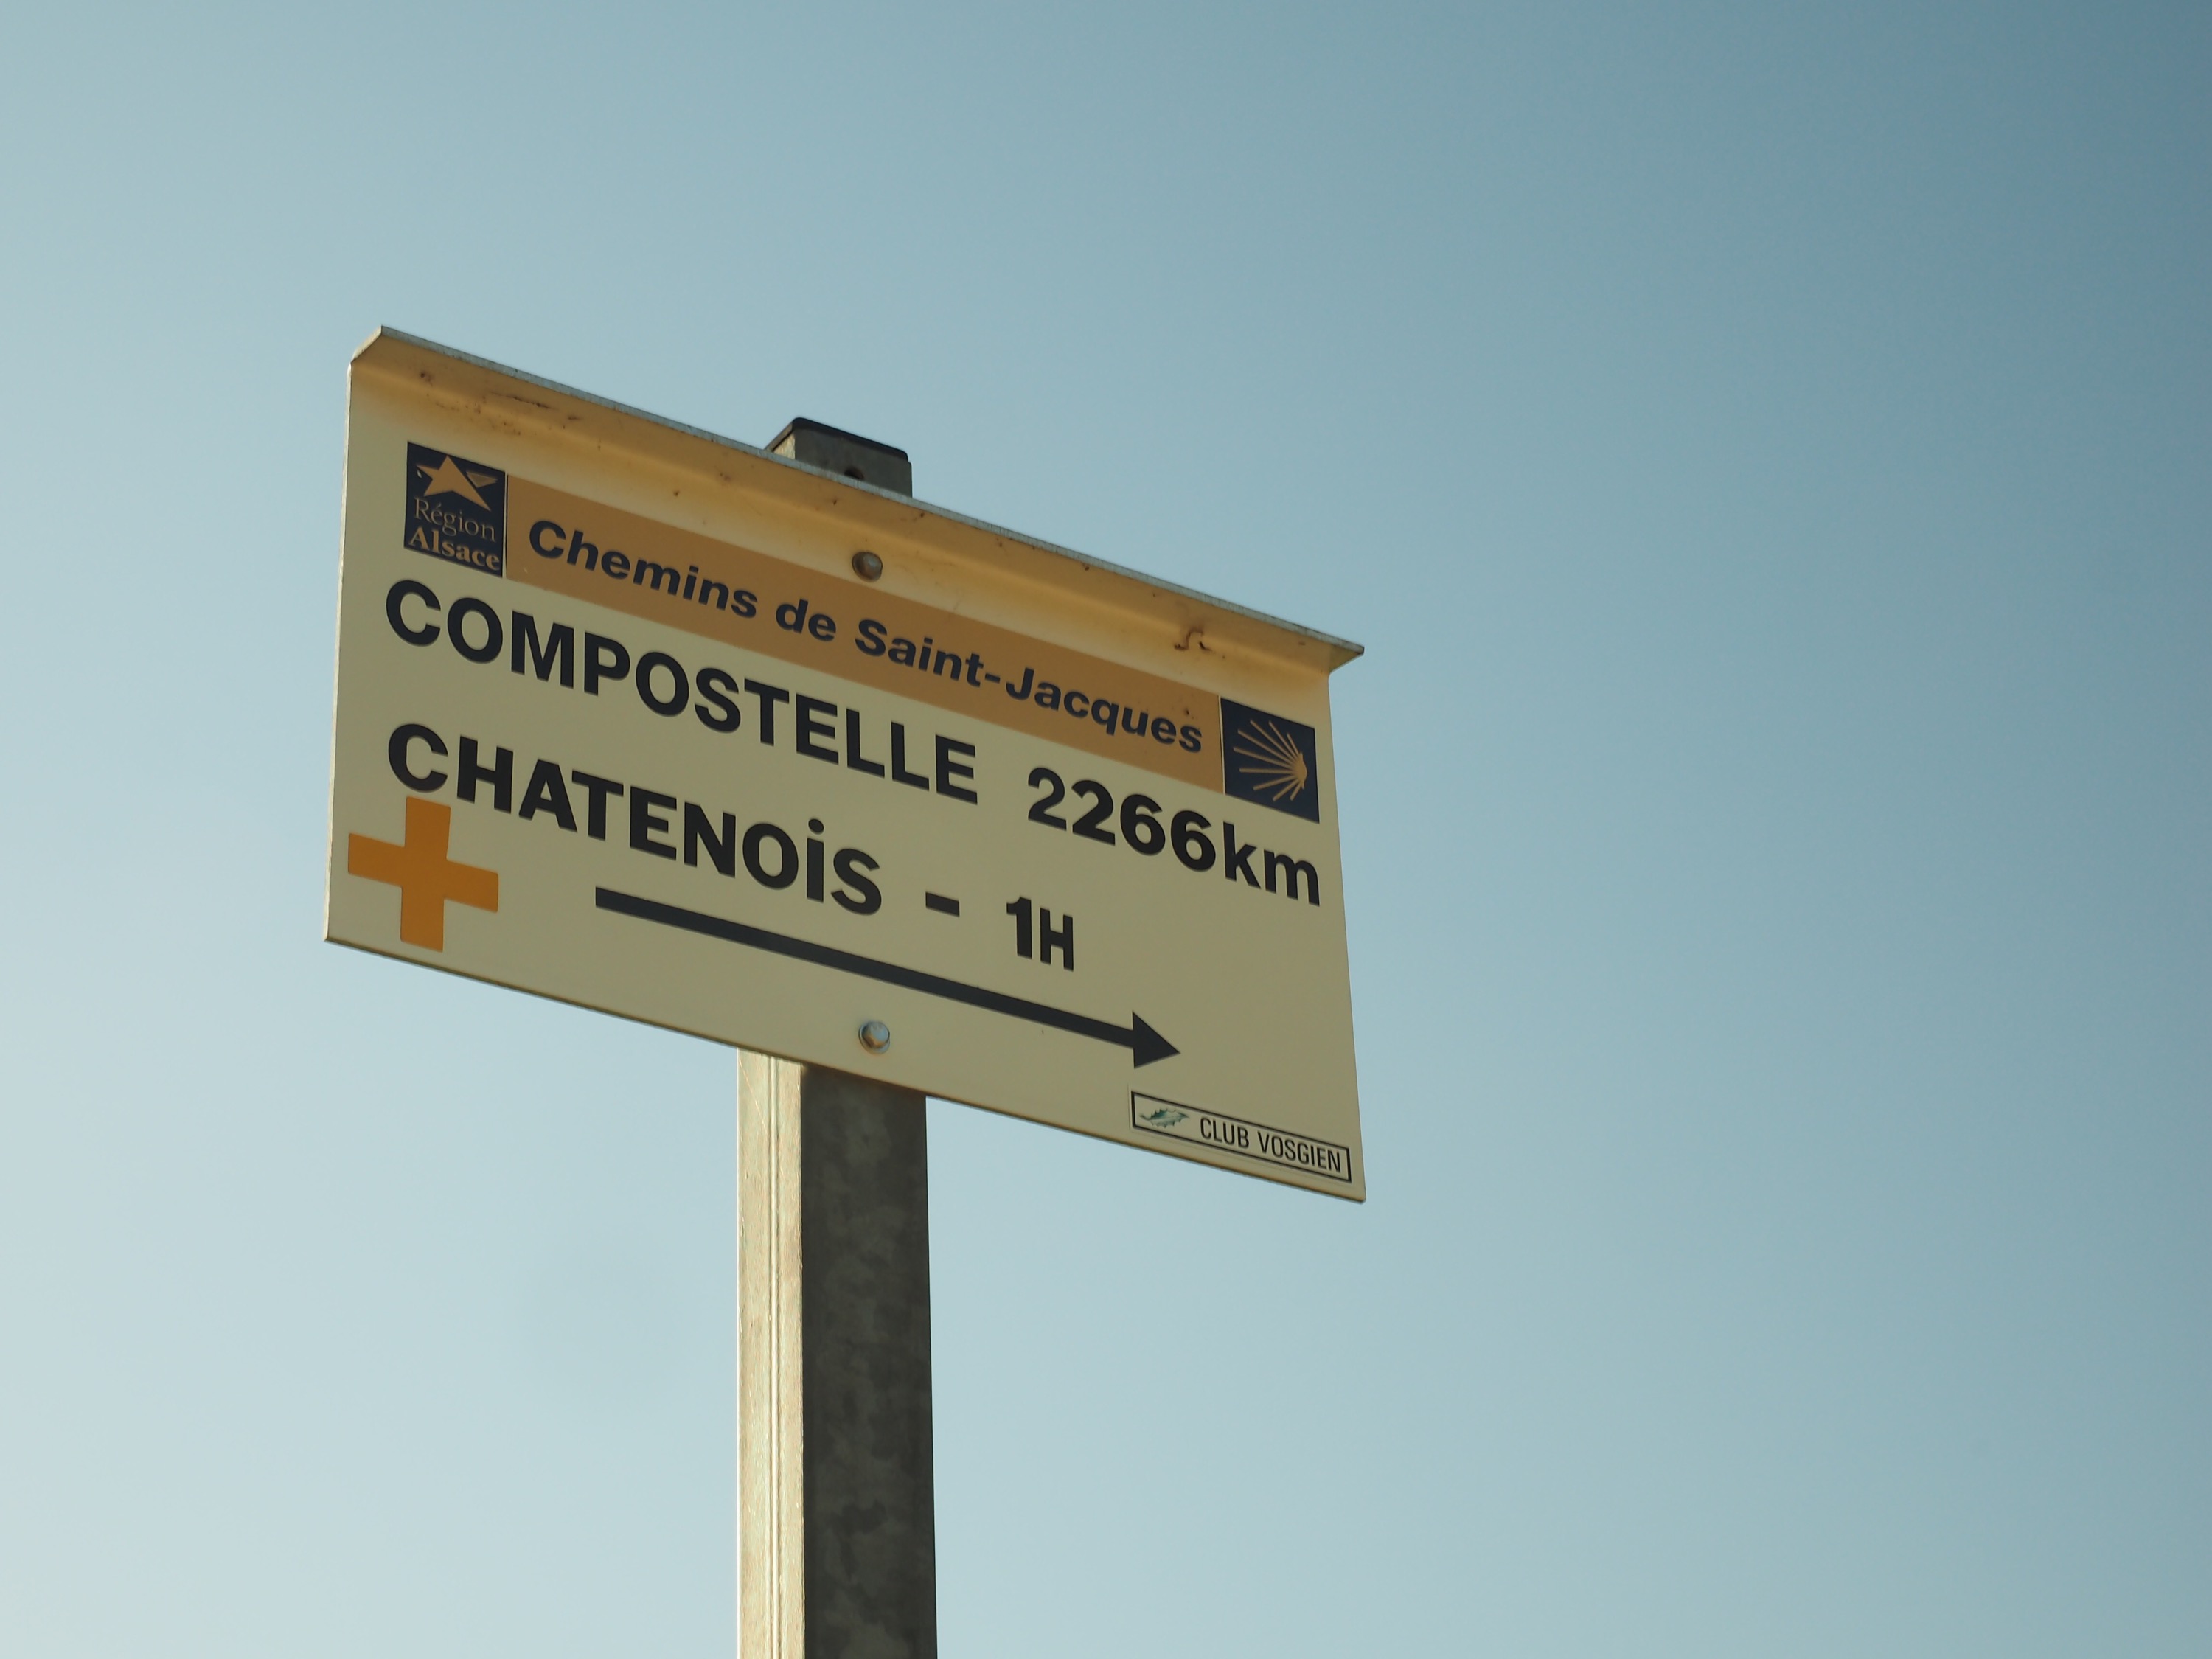 Région
Alsace
Chemins de Saint-Jacques
COMPOSTELLE 2266km
CHATENOiS - 1H
CLUB VOSGIEN